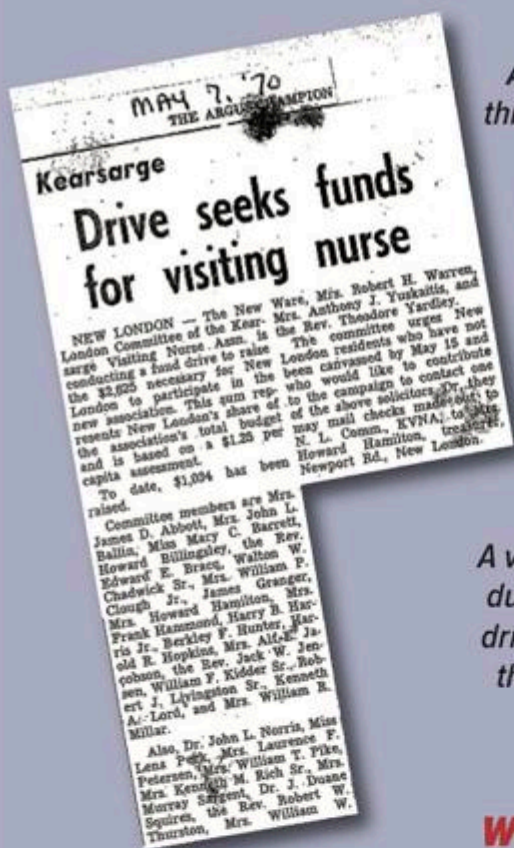 MAY 7, '70
THE ARGUS-CHAMPION
Kearsarge
Drive seeks funds
for visiting nurse
NEW LONDON — The New
London Committee of the Kear-
sarge Visiting Nurse Assn. is
conducting a fund drive to raise
the $2,625 necessary for New
London to participate in the
new association. This sum rep-
resents New London's share of
the association's total budget
and is based on a $1.25 per
capita assessment.
To date, $1,034 has been
raised.
Committee members are Mrs.
James D. Abbott, Mrs. John L.
Ballin, Miss Mary C. Barrett,
Howard Billingsley, the Rev.
Edward E. Bracq, Walton W.
Chadwick Sr., Mrs. William P.
Clough Jr., James Granger,
Mrs. Howard Hamilton, Mrs.
Frank Hammond, Harry B. Har-
ris Jr., Berkley F. Hunter, Har-
old R. Hopkins, Mrs. Alf E. Ja-
cobson, the Rev. Jack W. Jen-
sen, William F. Kidder Sr., Rob-
ert J. Livingston Sr., Kenneth
A. Lord, and Mrs. William R.
Millar.
Also, Dr. John L. Norris, Miss
Lena Peck, Mrs. Laurence F.
Petersen, Mrs. William T. Pike,
Mrs. Kenneth M. Rich Sr., Mrs.
Murray Sargent, Dr. J. Duane
Squires, the Rev. Robert W.
Thurston, Mrs. William W.
Ware, Mrs. Robert H. Warren,
Mrs. Anthony J. Yuskaitis, and
the Rev. Theodore Yardley.
The committee urges New
London residents who have not
been canvassed by May 15 and
who would like to contribute
to the campaign to contact one
of the above solicitors. Or, they
may mail checks made out to
N. L. Comm., KVNA, to Mrs.
Howard Hamilton, treasurer,
Newport Rd., New London.
A
thi
A v
du
dri
th
W